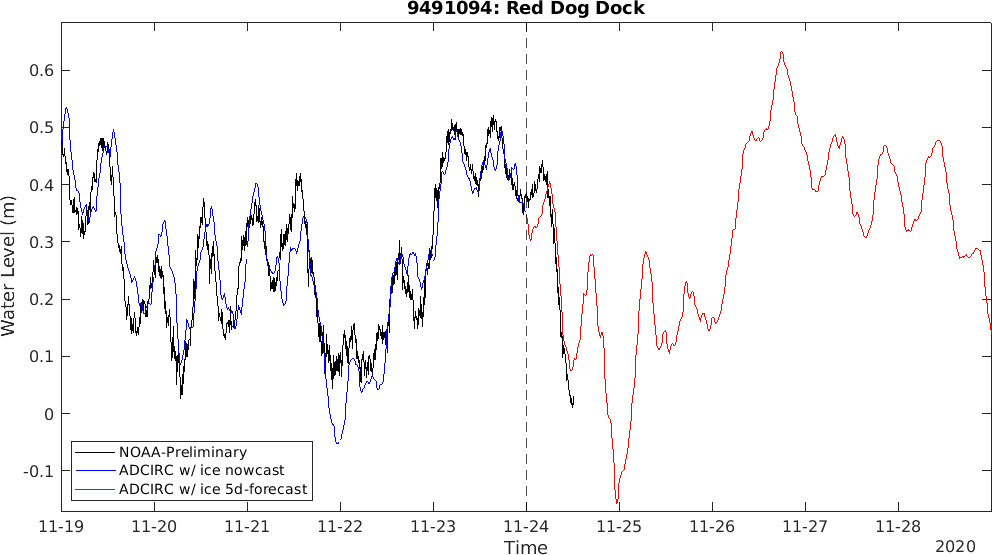 9491094: Red Dog Dock
Water Level (m)
0.6
0.5
0.4
0.3
0.2
0.1
0
-0.1
NOAA-Preliminary
ADCIRC w/ ice nowcast
ADCIRC w/ ice 5d-forecast
11-19 11-20 11-21 11-22 11-23 11-24 11-25 11-26 11-27 11-28
Time
2020